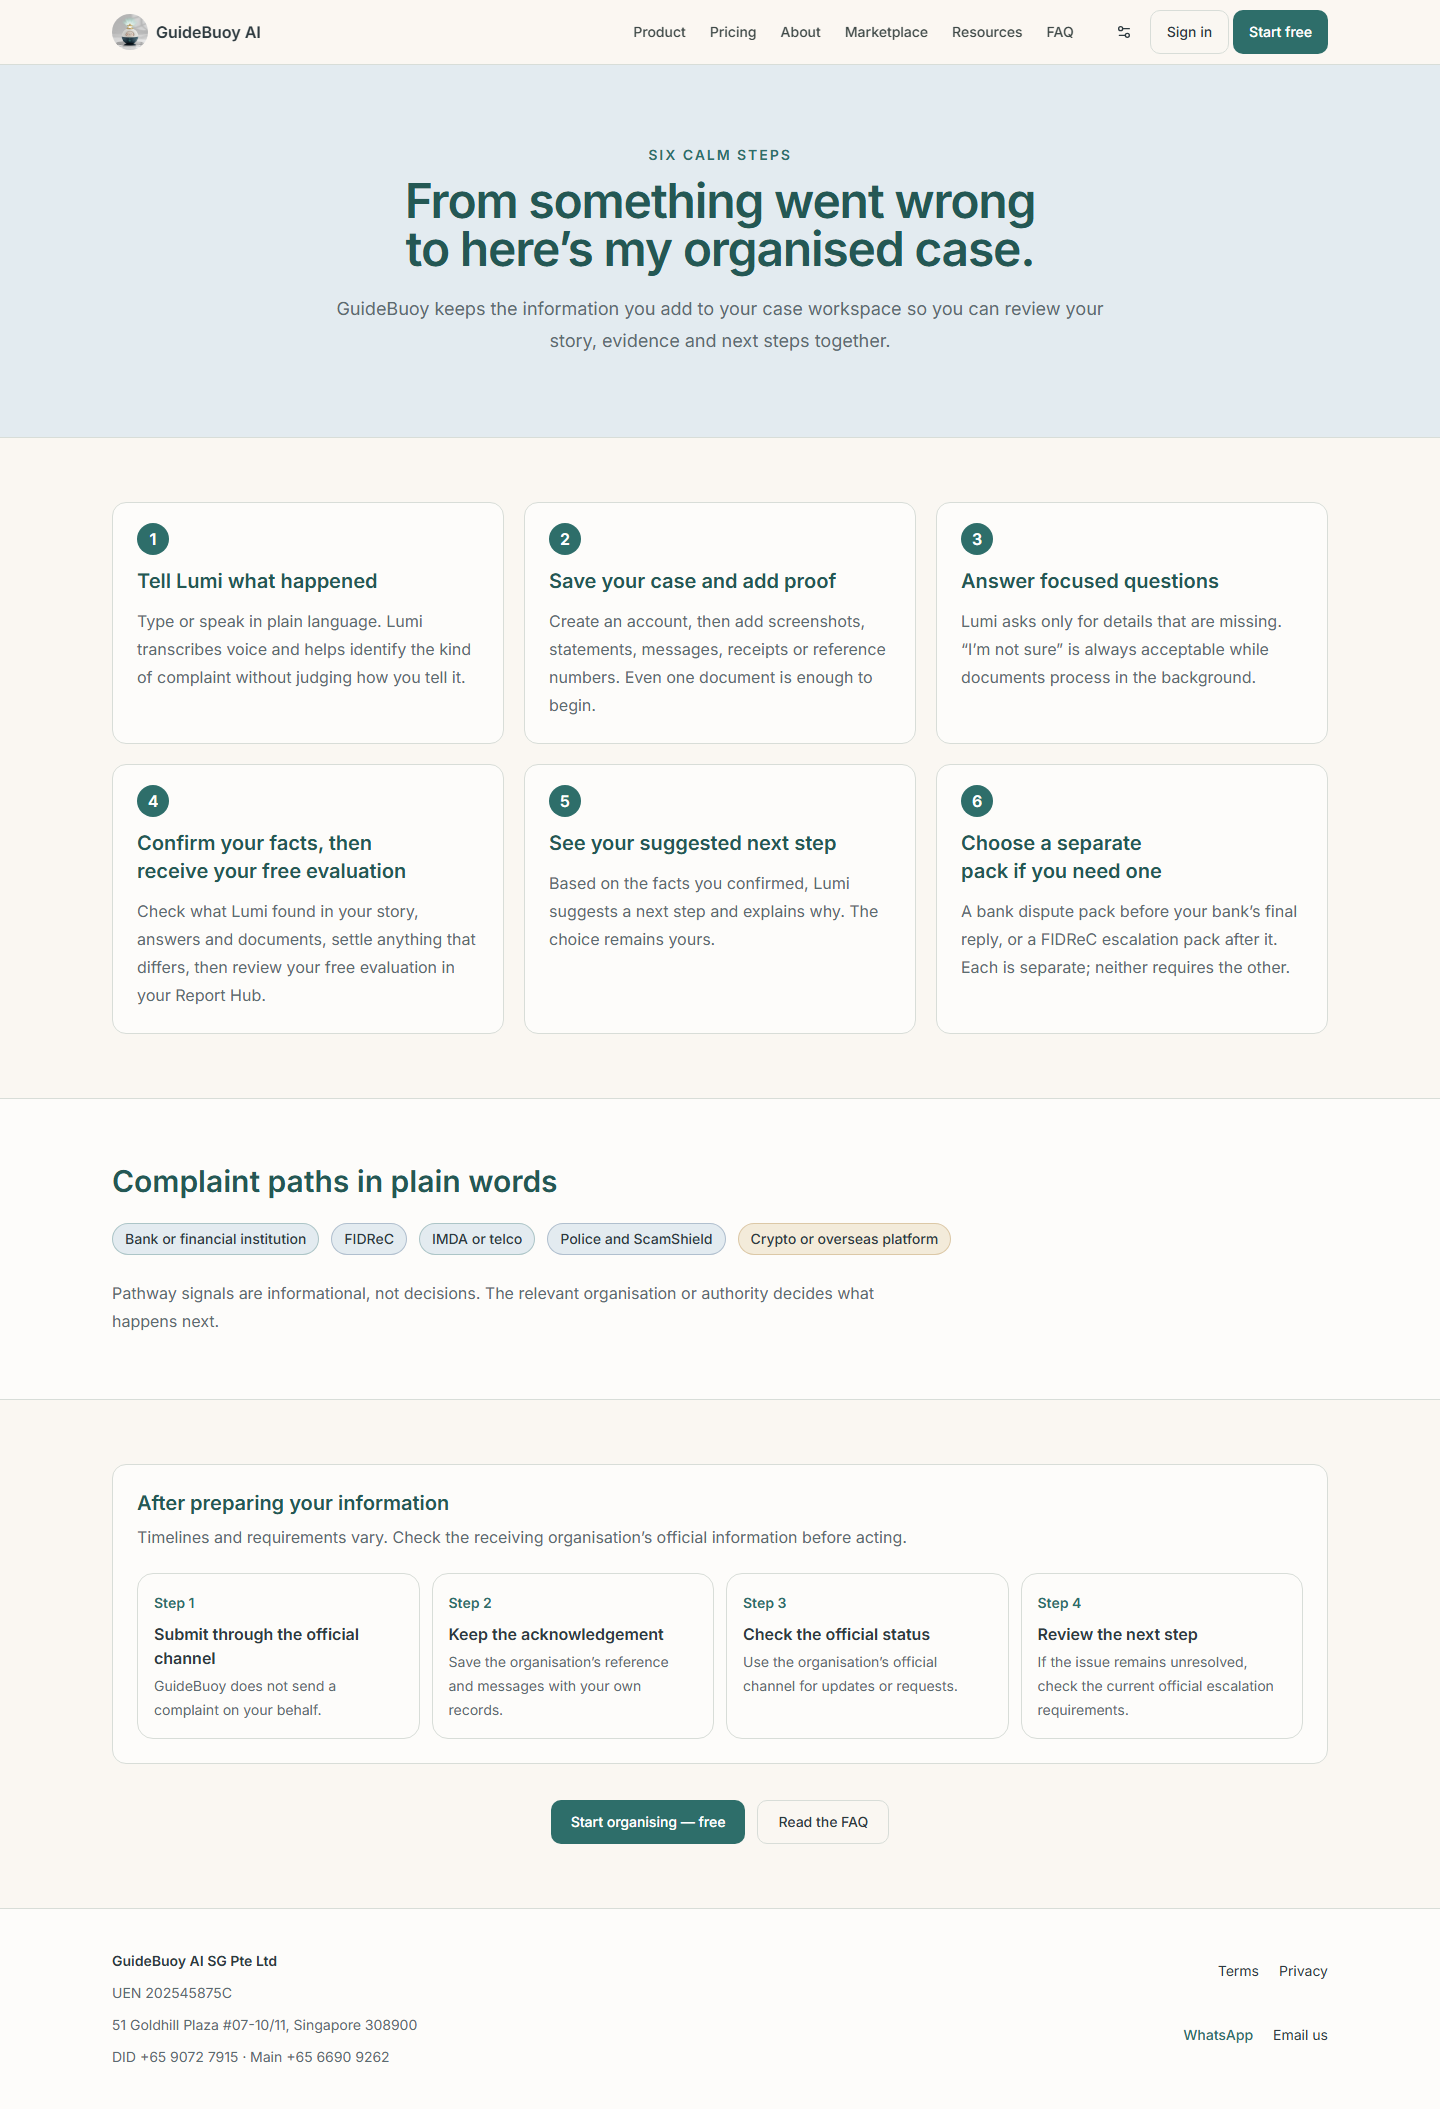 GuideBuoy AI
Product
Pricing
About
Marketplace
Resources
FAQ
Sign in
Start free
SIX CALM STEPS
From something went wrong
to here’s my organised case.
GuideBuoy keeps the information you add to your case workspace so you can review your
story, evidence and next steps together.
1
Tell Lumi what happened
Type or speak in plain language. Lumi
transcribes voice and helps identify the kind
of complaint without judging how you tell it.
2
Save your case and add proof
Create an account, then add screenshots,
statements, messages, receipts or reference
numbers. Even one document is enough to
begin.
3
Answer focused questions
Lumi asks only for details that are missing.
“I’m not sure” is always acceptable while
documents process in the background.
4
Confirm your facts, then
receive your free evaluation
Check what Lumi found in your story,
answers and documents, settle anything that
differs, then review your free evaluation in
your Report Hub.
5
See your suggested next step
Based on the facts you confirmed, Lumi
suggests a next step and explains why. The
choice remains yours.
6
Choose a separate
pack if you need one
A bank dispute pack before your bank’s final
reply, or a FIDReC escalation pack after it.
Each is separate; neither requires the other.
Complaint paths in plain words
Bank or financial institution
FIDReC
IMDA or telco
Police and ScamShield
Crypto or overseas platform
Pathway signals are informational, not decisions. The relevant organisation or authority decides what
happens next.
After preparing your information
Timelines and requirements vary. Check the receiving organisation’s official information before acting.
Step 1
Submit through the official
channel
GuideBuoy does not send a
complaint on your behalf.
Step 2
Keep the acknowledgement
Save the organisation’s reference
and messages with your own
records.
Step 3
Check the official status
Use the organisation’s official
channel for updates or requests.
Step 4
Review the next step
If the issue remains unresolved,
check the current official escalation
requirements.
Start organising — free
Read the FAQ
GuideBuoy AI SG Pte Ltd
UEN 202545875C
51 Goldhill Plaza #07-10/11, Singapore 308900
DID +65 9072 7915 · Main +65 6690 9262
Terms
Privacy
WhatsApp
Email us